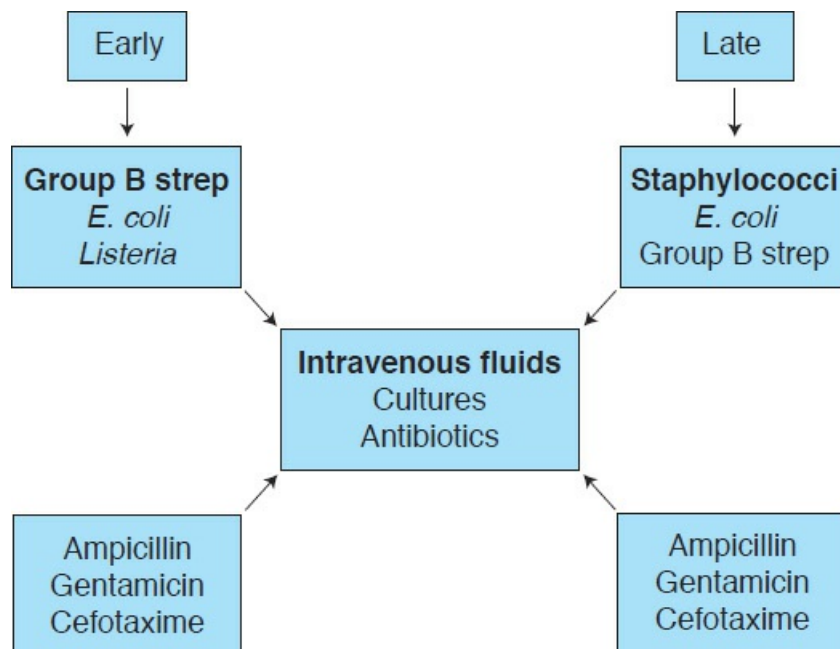 Early
Late
Group B strep
E. coli
Listeria
Staphylococci
E. coli
Group B strep
Intravenous fluids
Cultures
Antibiotics
Ampicillin
Gentamicin
Cefotaxime
Ampicillin
Gentamicin
Cefotaxime